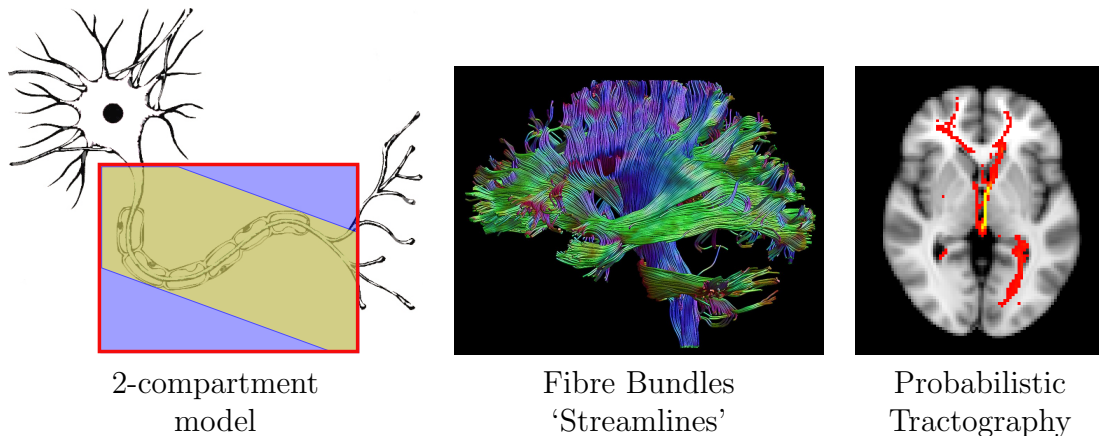 2-compartment
model
Fibre Bundles
‘Streamlines’
Probabilistic
Tractography